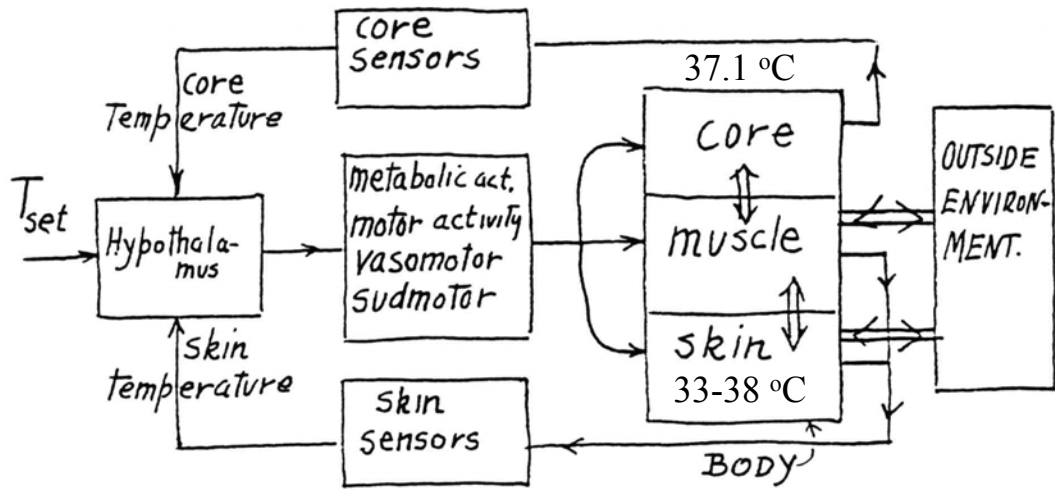 core
sensors
37.1 °C
core
Temperature
Tset
Hypothala-
mus
metabolic act.
motor activity
vasomotor
sudmotor
core
muscle
skin
33-38 °C
OUTSIDE
ENVIRON-
MENT.
skin
temperature
skin
sensors
BODY